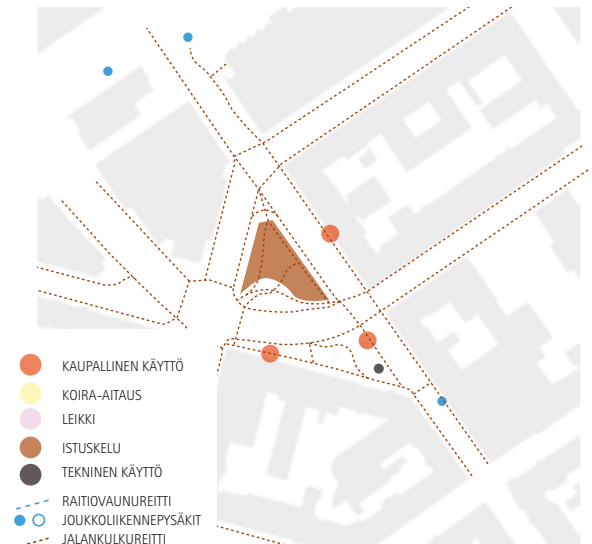 KAUPALLINEN KÄYTTÖ
KOIRA-AITAUS
LEIKKI
ISTUSKELU
TEKNINEN KÄYTTÖ
RAITIOVAUNUREITTI
JOUKKOLIIKENNEPYSÄKIT
JALANKULKUREITTI